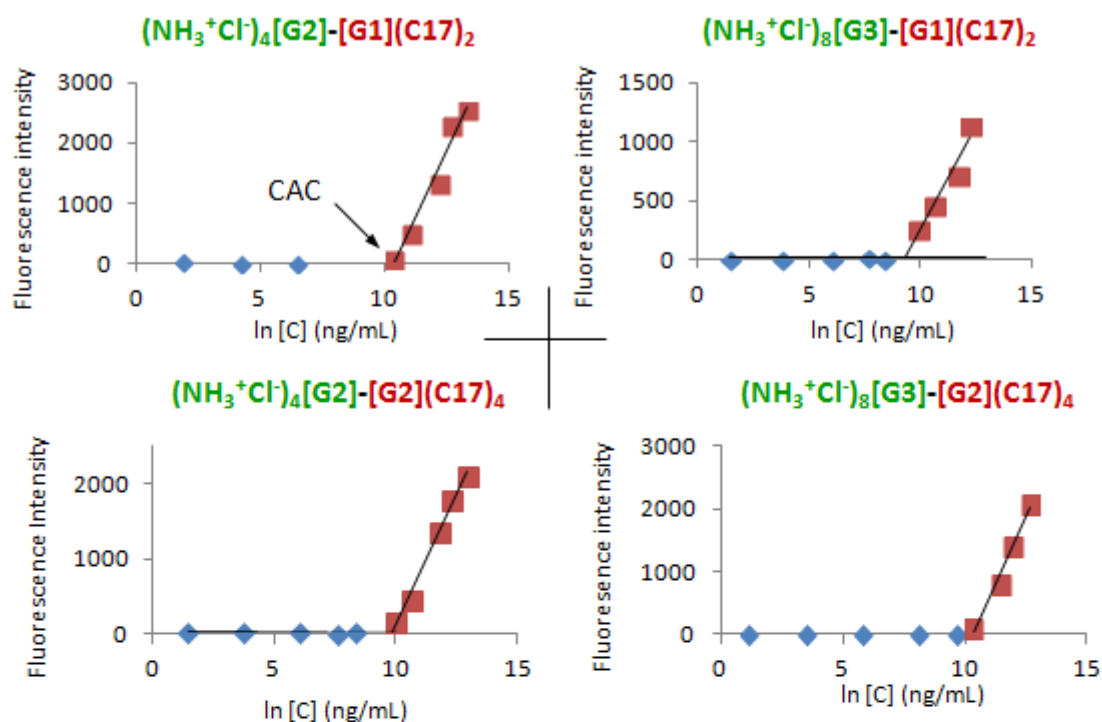 (NH₃⁺Cl⁻)₄[G2]-[G1](C17)₂
Fluorescence intensity
3000
2000
1000
0
CAC
0 5 10 15
ln [C] (ng/mL)
(NH₃⁺Cl⁻)₈[G3]-[G1](C17)₂
Fluorescence intensity
1500
1000
500
0
0 5 10 15
ln [C] (ng/mL)
(NH₃⁺Cl⁻)₄[G2]-[G2](C17)₄
Fluorescence Intensity
2000
1000
0
0 5 10 15
ln [C] (ng/mL)
(NH₃⁺Cl⁻)₈[G3]-[G2](C17)₄
Fluoresence intensity
3000
2000
1000
0
0 5 10 15
ln [C] (ng/mL)